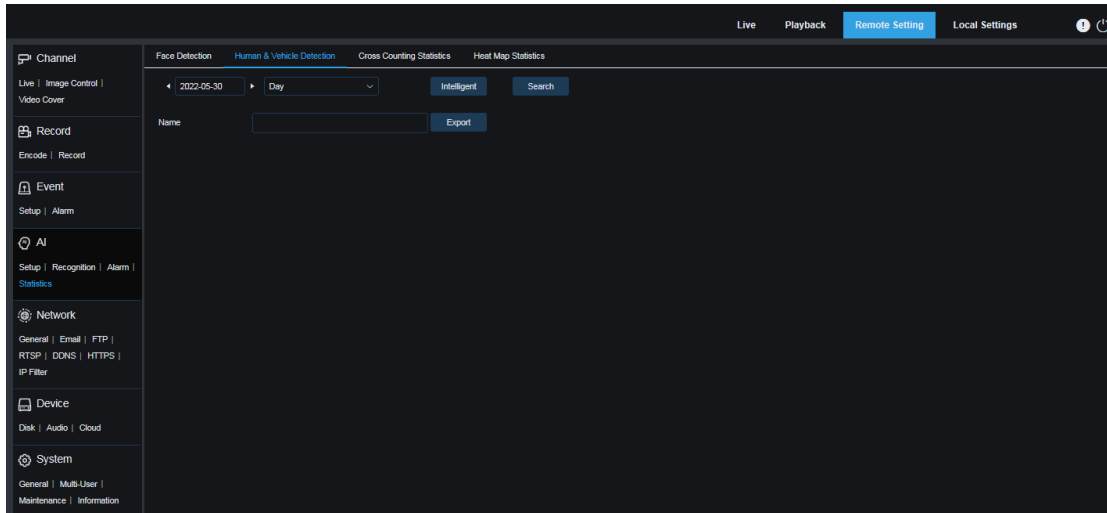 Live Playback Remote Setting Local Settings
Channel
Live | Image Control |
Video Cover
Record
Encode | Record
Event
Setup | Alarm
AI
Setup | Recognition | Alarm |
Statistics
Network
General | Email | FTP |
RTSP | DDNS | HTTPS |
IP Filter
Device
Disk | Audio | Cloud
System
General | Multi-User |
Maintenance | Information
Face Detection Human & Vehicle Detection Cross Counting Statistics Heat Map Statistics
2022-05-30 Day Intelligent Search
Name Export